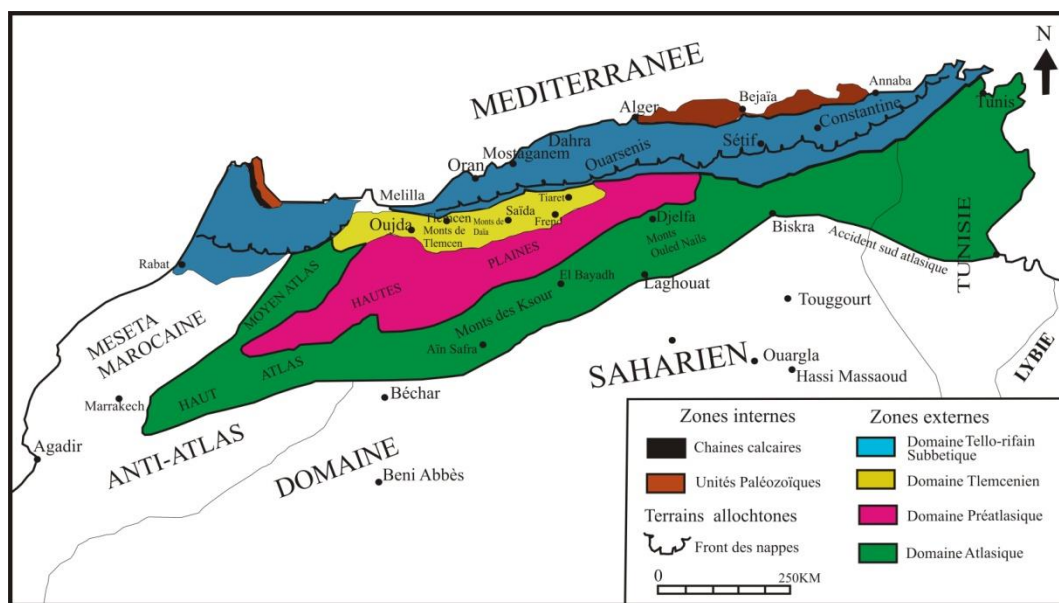 N
MEDITERRANEE
Annaba
Bejaïa
Alger
Tunis
Constantine
Dahra
Sétif
Ouarsenis
Mostaganem
Oran
Melilla
Tiaret
Tlemcen
Saïda
Oujda
Monts de
Tlemcen
Monts de
Daïa
Frend
Djelfa
Monts
Ouled Naïls
Biskra
Accident sud atlasique
TUNISIE
Rabat
PLAINES
HAUTES
MOYEN ATLAS
El Bayadh
Laghouat
Touggourt
MESETA
MAROCAINE
Monts des Ksour
Aïn Safra
ATLAS
HAUT
SAHARIEN
Ouargla
Hassi Massaoud
LYBIE
Marrakech
Béchar
Agadir
ANTI-ATLAS
DOMAINE
Beni Abbès
Zones internes
Chaines calcaires
Unités Paléozoïques
Terrains allochtones
Front des nappes
0
250KM
Zones externes
Domaine Tello-rifain
Subbetique
Domaine Tlemcenien
Domaine Préatlasique
Domaine Atlasique